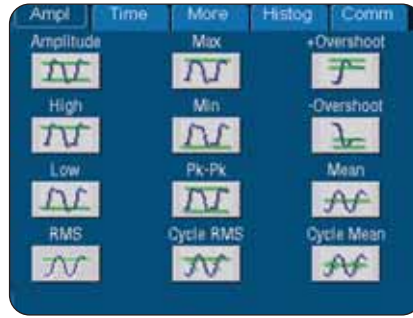 Ampl Time More Histog Comm
Amplitude Max +Overshoot
High Min -Overshoot
Low Pk-Pk Mean
RMS Cycle RMS Cycle Mean